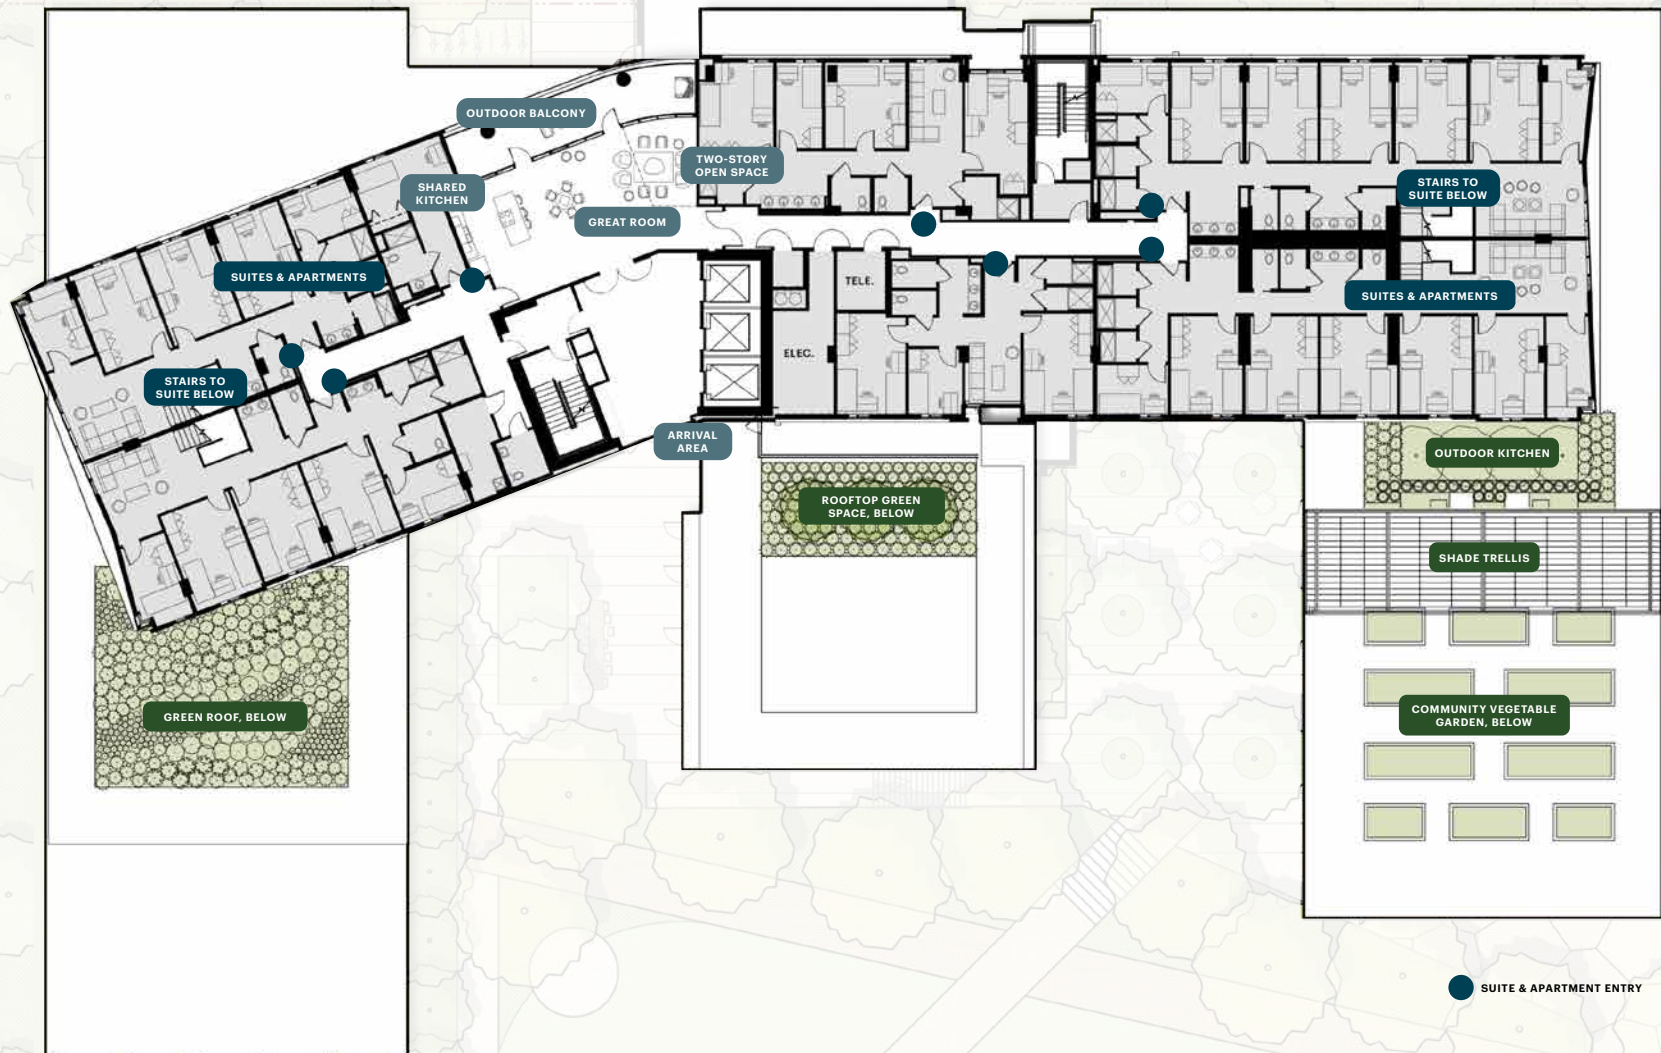 OUTDOOR BALCONY
TWO-STORY
OPEN SPACE
SHARED
KITCHEN
GREAT ROOM
STAIRS TO
SUITE BELOW
SUITES & APARTMENTS
TELE.
SUITES & APARTMENTS
ELEC.
STAIRS TO
SUITE BELOW
ARRIVAL
AREA
OUTDOOR KITCHEN
ROOFTOP GREEN
SPACE, BELOW
SHADE TRELLIS
GREEN ROOF, BELOW
COMMUNITY VEGETABLE
GARDEN, BELOW
SUITE & APARTMENT ENTRY